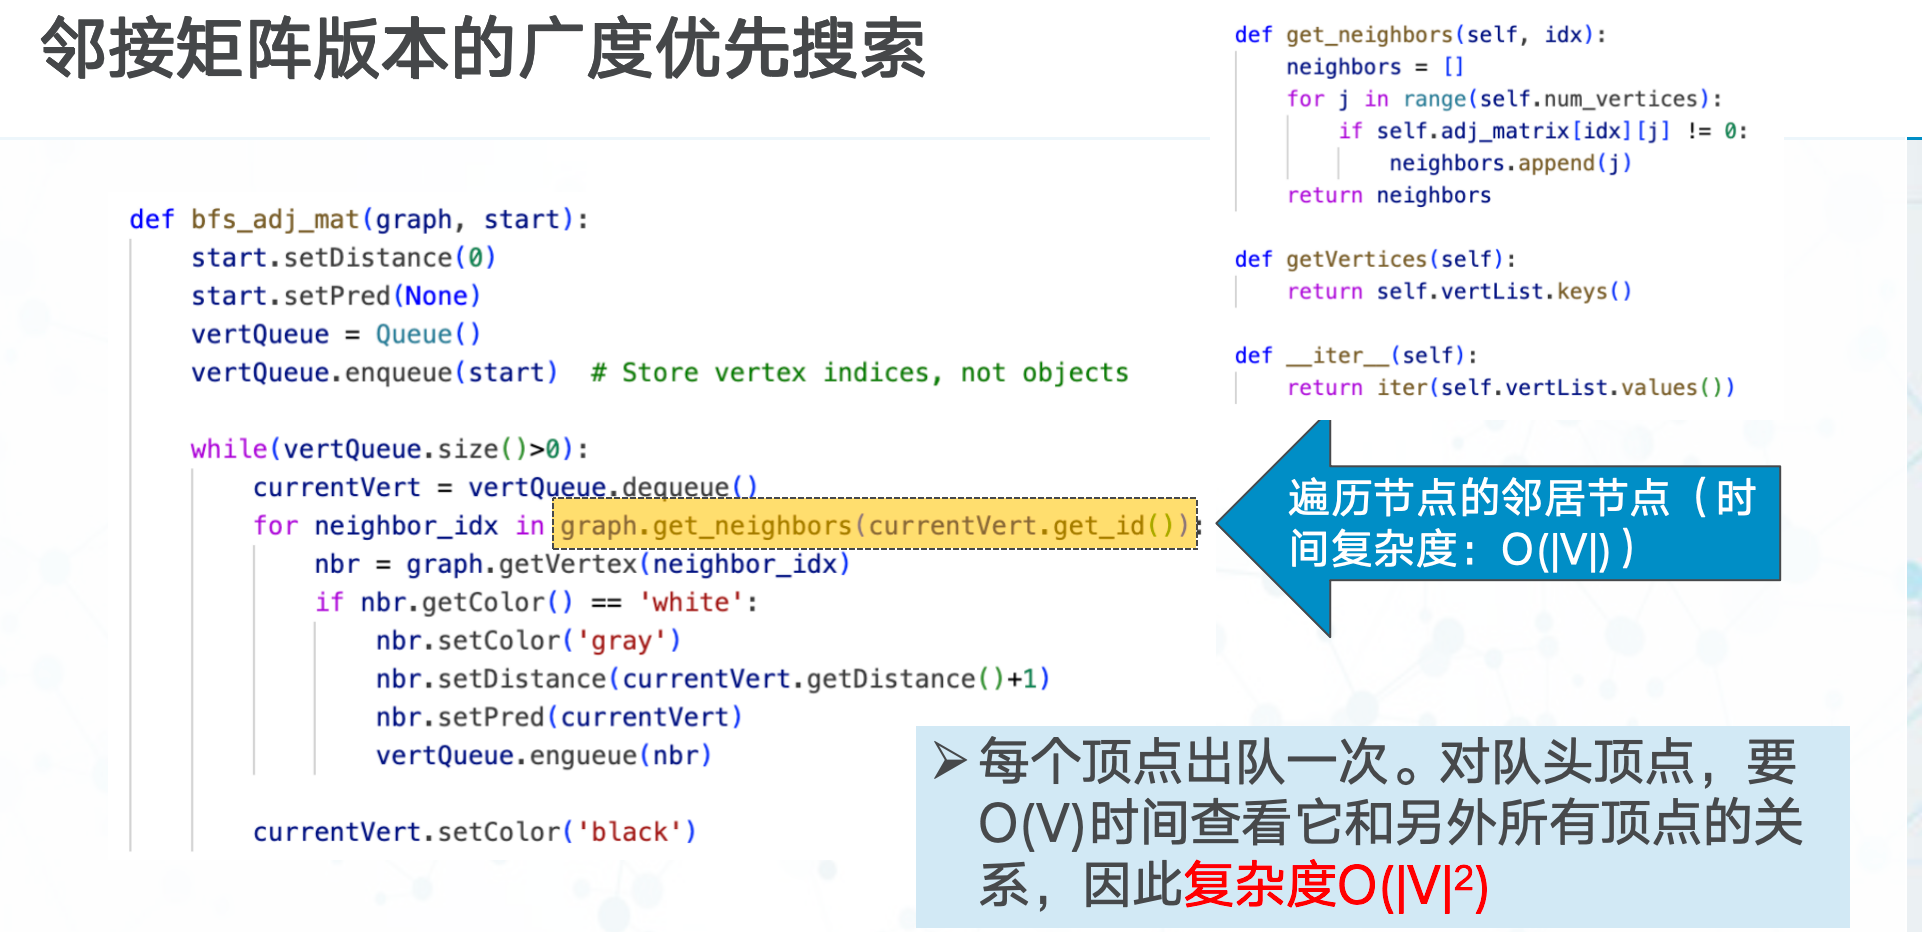 邻接矩阵版本的广度优先搜索
def get_neighbors(self, idx):
neighbors = []
for j in range(self.num_vertices):
if self.adj_matrix[idx][j] != 0:
neighbors.append(j)
return neighbors
def getVertices(self):
return self.vertList.keys()
def __iter__(self):
return iter(self.vertList.values())
def bfs_adj_mat(graph, start):
start.setDistance(0)
start.setPred(None)
vertQueue = Queue()
vertQueue.enqueue(start)  # Store vertex indices, not objects
while(vertQueue.size()>0):
currentVert = vertQueue.dequeue()
for neighbor_idx in graph.get_neighbors(currentVert.get_id()):
nbr = graph.getVertex(neighbor_idx)
if nbr.getColor() == 'white':
nbr.setColor('gray')
nbr.setDistance(currentVert.getDistance()+1)
nbr.setPred(currentVert)
vertQueue.engueue(nbr)
currentVert.setColor('black')
遍历节点的邻居节点（时
间复杂度：O(|V|)）
➢ 每个顶点出队一次。对队头顶点，要
O(V)时间查看它和另外所有顶点的关
系，因此复杂度O(|V|²)